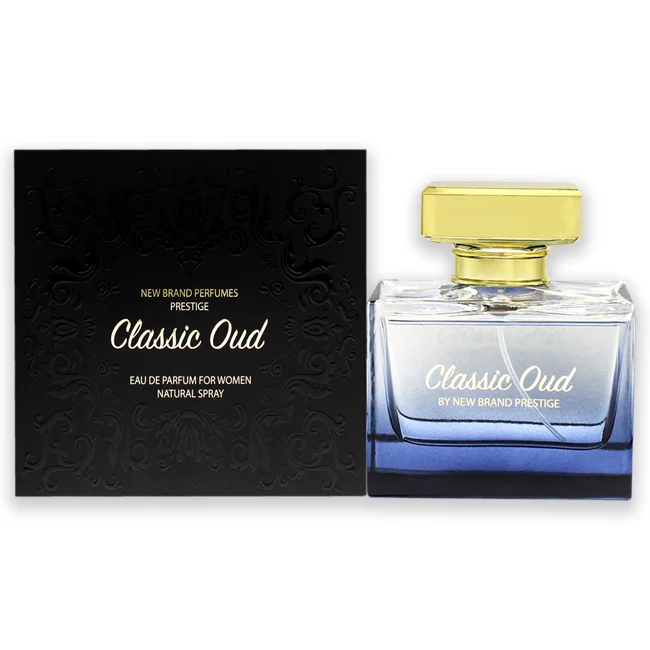 NEW BRAND PERFUMES
PRESTIGE
Classic Oud
EAU DE PARFUM FOR WOMEN
NATURAL SPRAY
Classic Oud
BY NEW BRAND PRESTIGE